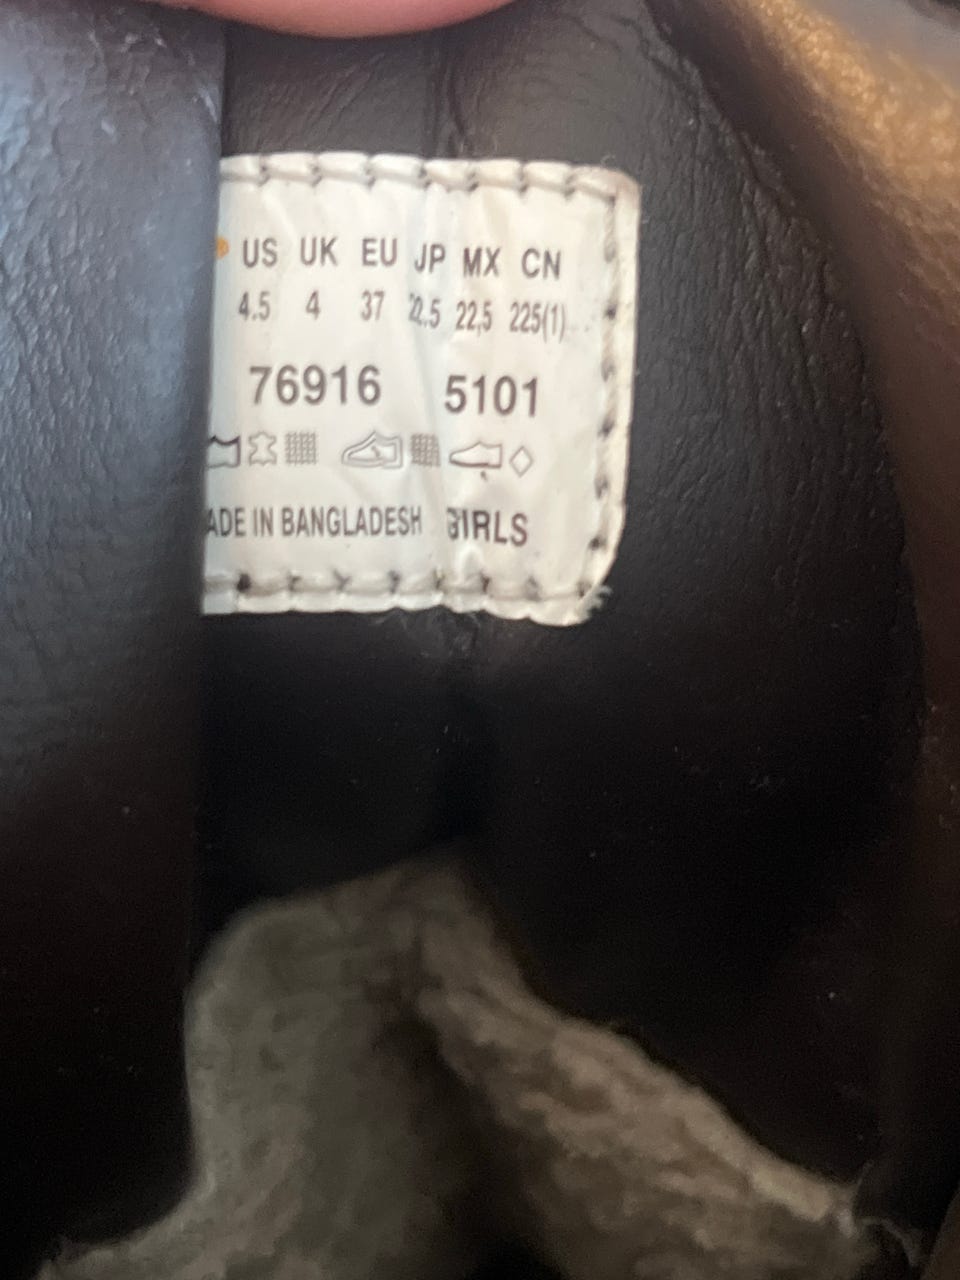 US UK EU JP MX CN
4.5 4 37 22.5 22,5 225(1)
76916 5101
ADE IN BANGLADESH GIRLS